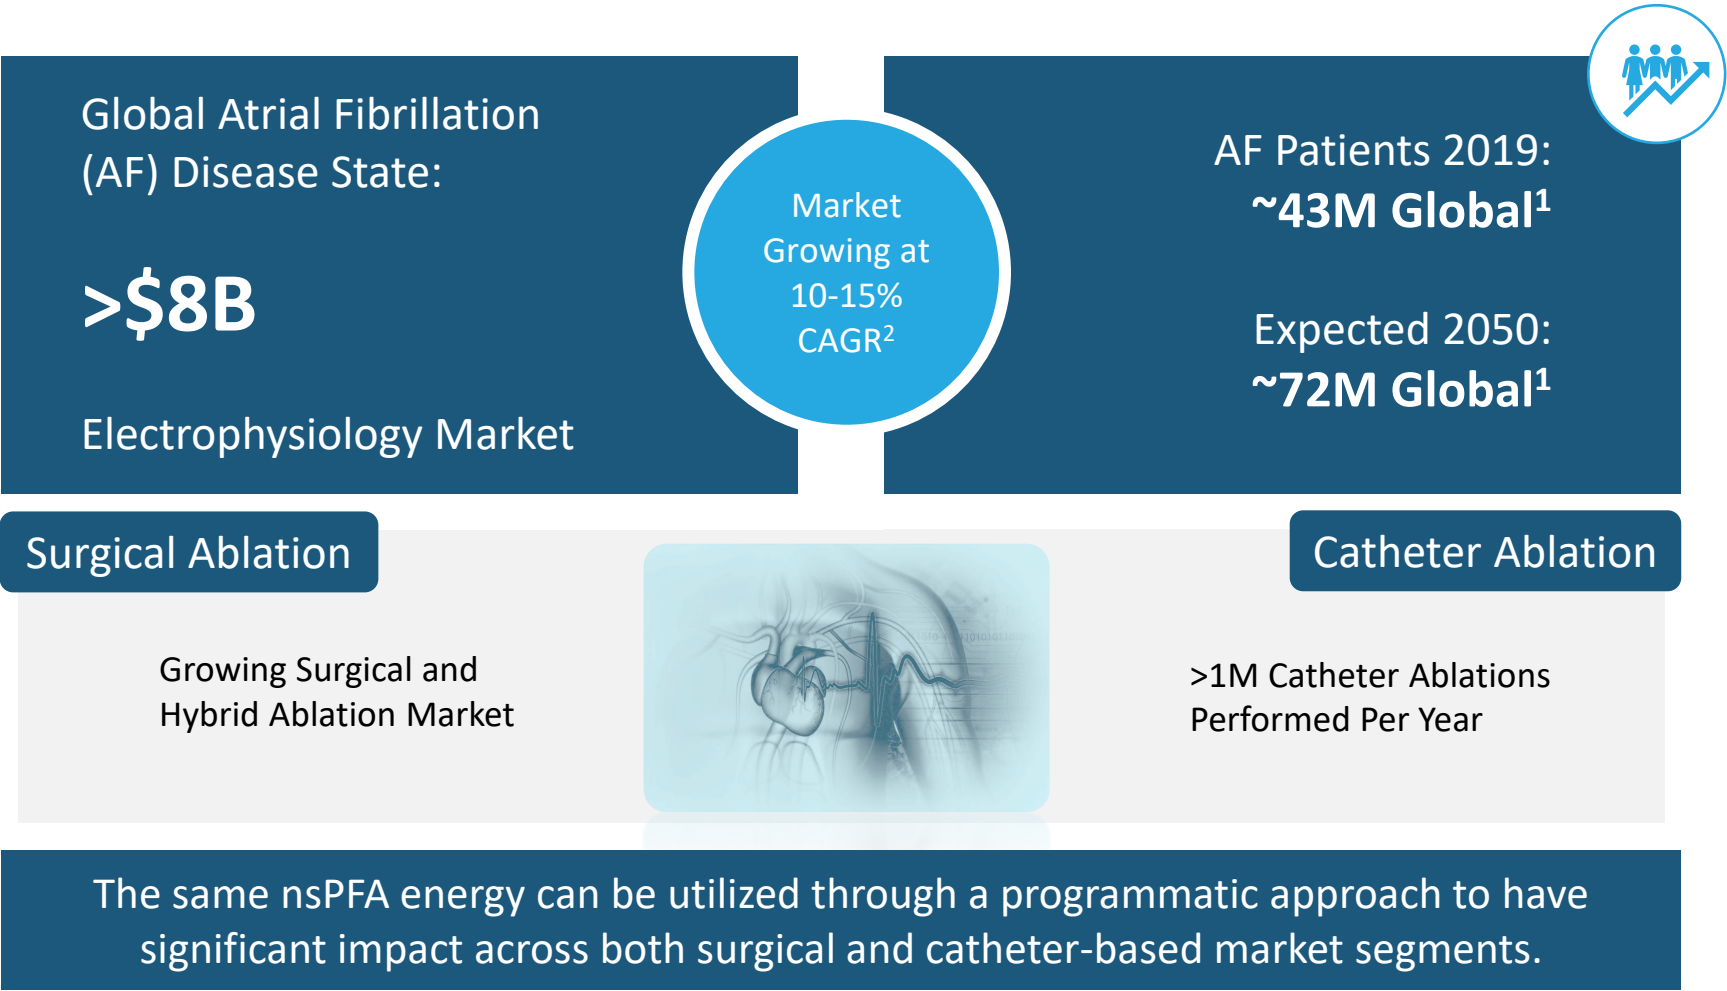 Global Atrial Fibrillation
(AF) Disease State:
>$8B
Electrophysiology Market
Market
Growing at
10-15%
CAGR2
AF Patients 2019:
~43M Global1
Expected 2050:
~72M Global1
Surgical Ablation
Growing Surgical and
Hybrid Ablation Market
Catheter Ablation
>1M Catheter Ablations
Performed Per Year
The same nsPFA energy can be utilized through a programmatic approach to have
significant impact across both surgical and catheter-based market segments.